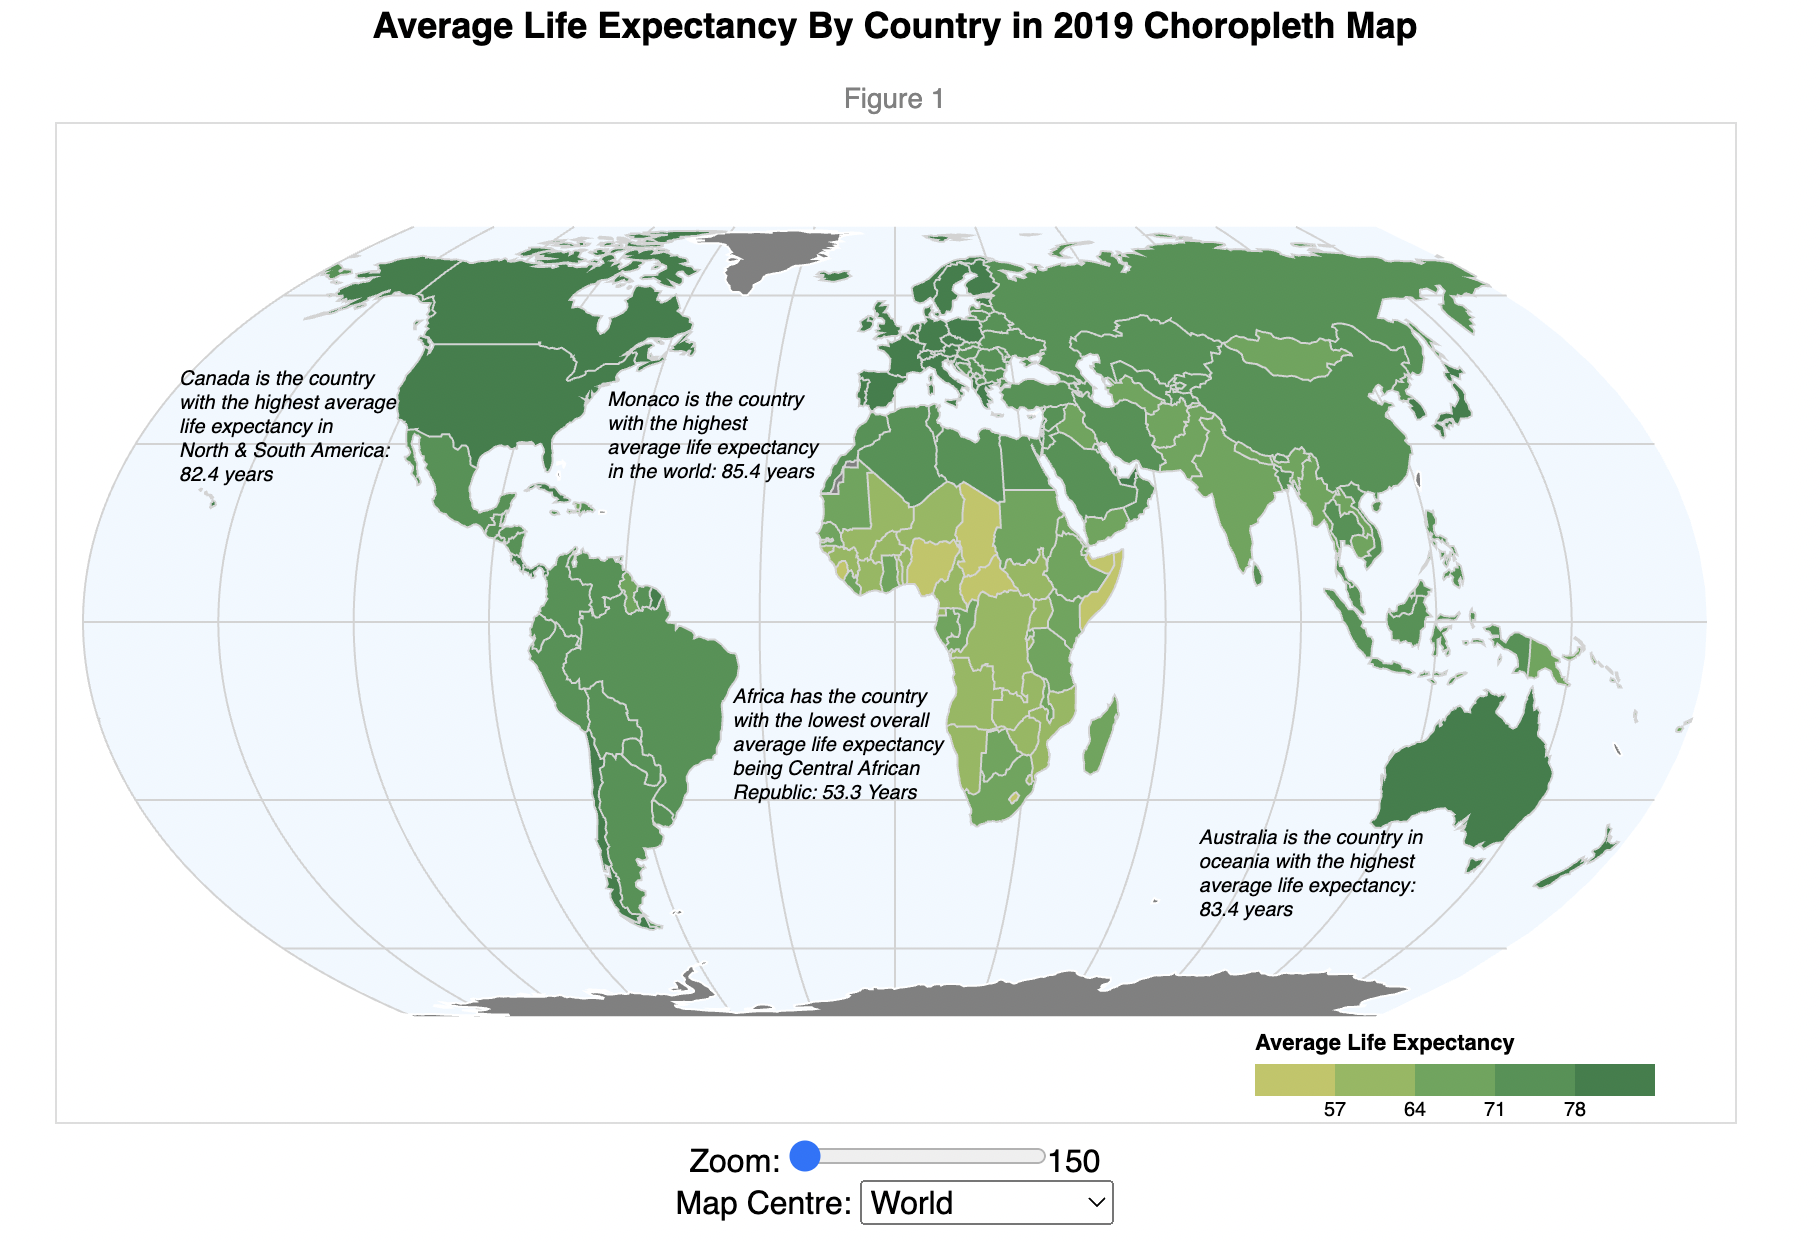 Average Life Expectancy By Country in 2019 Choropleth Map
Figure 1
Canada is the country
with the highest average
life expectancy in
North & South America:
82.4 years
Monaco is the country
with the highest
average life expectancy
in the world: 85.4 years
Africa has the country
with the lowest overall
average life expectancy
being Central African
Republic: 53.3 Years
Australia is the country in
oceania with the highest
average life expectancy:
83.4 years
Average Life Expectancy
57 64 71 78
Zoom: 150
Map Centre: World